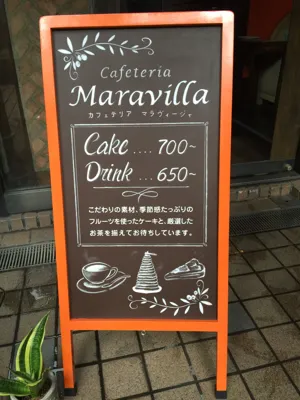 Cafeteria
Maravilla
カフェテリア マラヴィージャ
Cake .... 700~
Drink .... 650~
こだわりの素材、季節感たっぷりの
フルーツを使ったケーキと、厳選した
お茶を揃えてお待ちしています。